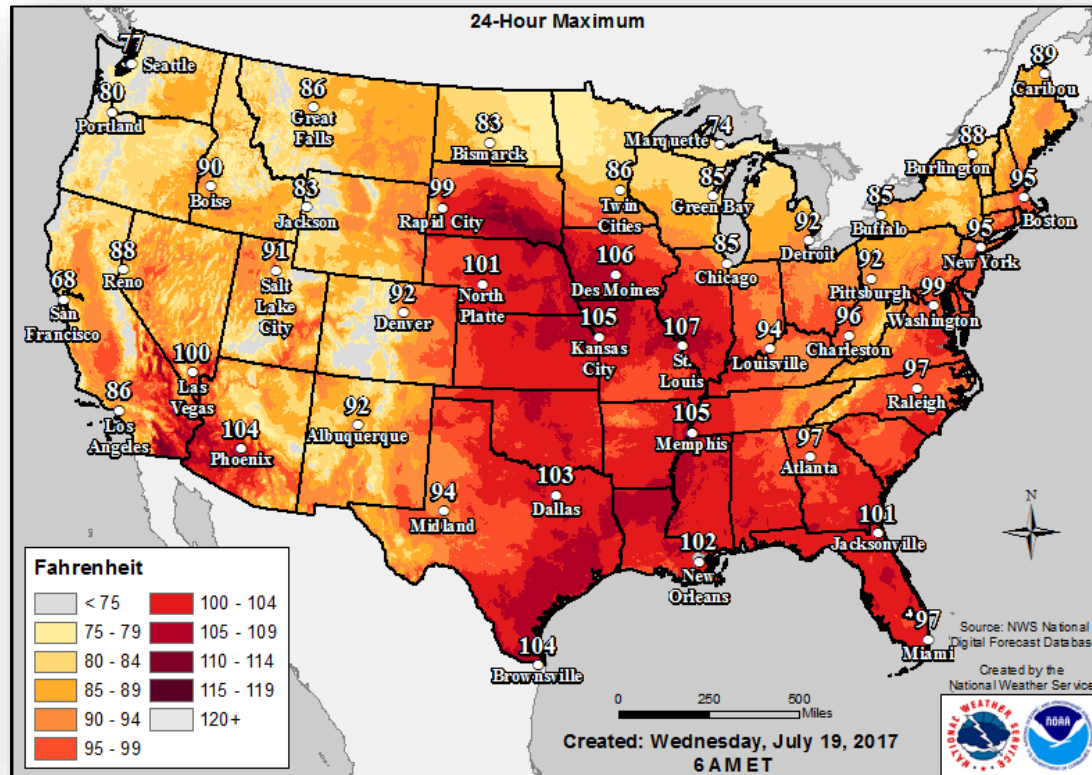 24-Hour Maximum
77
Seattle
80
Portland
86
Great
Falls
83
Bismarck
74
Marquette
89
Caribou
88
Burlington
90
Boise
83
Jackson
99
Rapid City
86
Twin
Cities
85
Green Bay
92
Detroit
85
Buffalo
95
Boston
95
New York
88
Reno
91
Salt
Lake
City
92
Denver
101
North
Platte
106
Des Moines
85
Chicago
92
Pittsburgh
99
Washington
68
San
Francisco
105
Kansas
City
107
St.
Louis
94
Louisville
96
Charleston
97
Raleigh
100
Las
Vegas
86
Los
Angeles
104
Phoenix
92
Albuquerque
105
Memphis
97
Atlanta
94
Midland
103
Dallas
102
New
Orleans
101
Jacksonville
97
Miami
104
Brownsville
N
Fahrenheit
< 75
75 - 79
80 - 84
85 - 89
90 - 94
95 - 99
100 - 104
105 - 109
110 - 114
115 - 119
120+
0 250 500
Miles
Created: Wednesday, July 19, 2017
6 AM ET
Source: NWS National
Digital Forecast Database
Created by the
National Weather Service
NATIONAL WEATHER SERVICE
NOAA